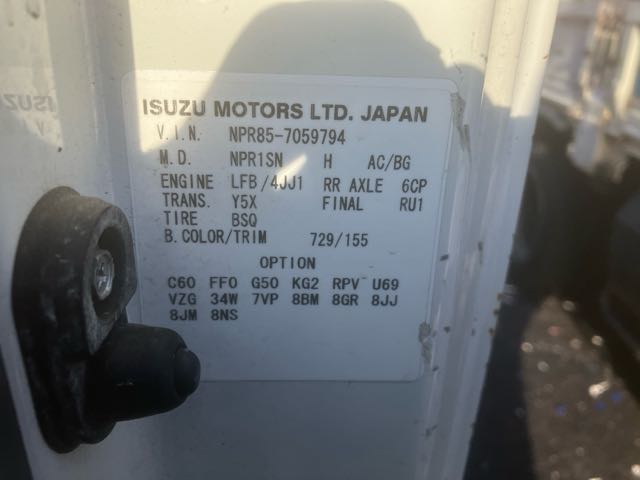 ISUZU MOTORS LTD. JAPAN
V.I.N. NPR85-7059794
M.D. NPR1SN H AC/BG
ENGINE LFB/4JJ1 RR AXLE 6CP
TRANS. Y5X FINAL RU1
TIRE BSQ
B.COLOR/TRIM 729/155
OPTION
C60 FF0 G50 KG2 RPV U69
VZG 34W 7VP 8BM 8GR 8JJ
8JM 8NS